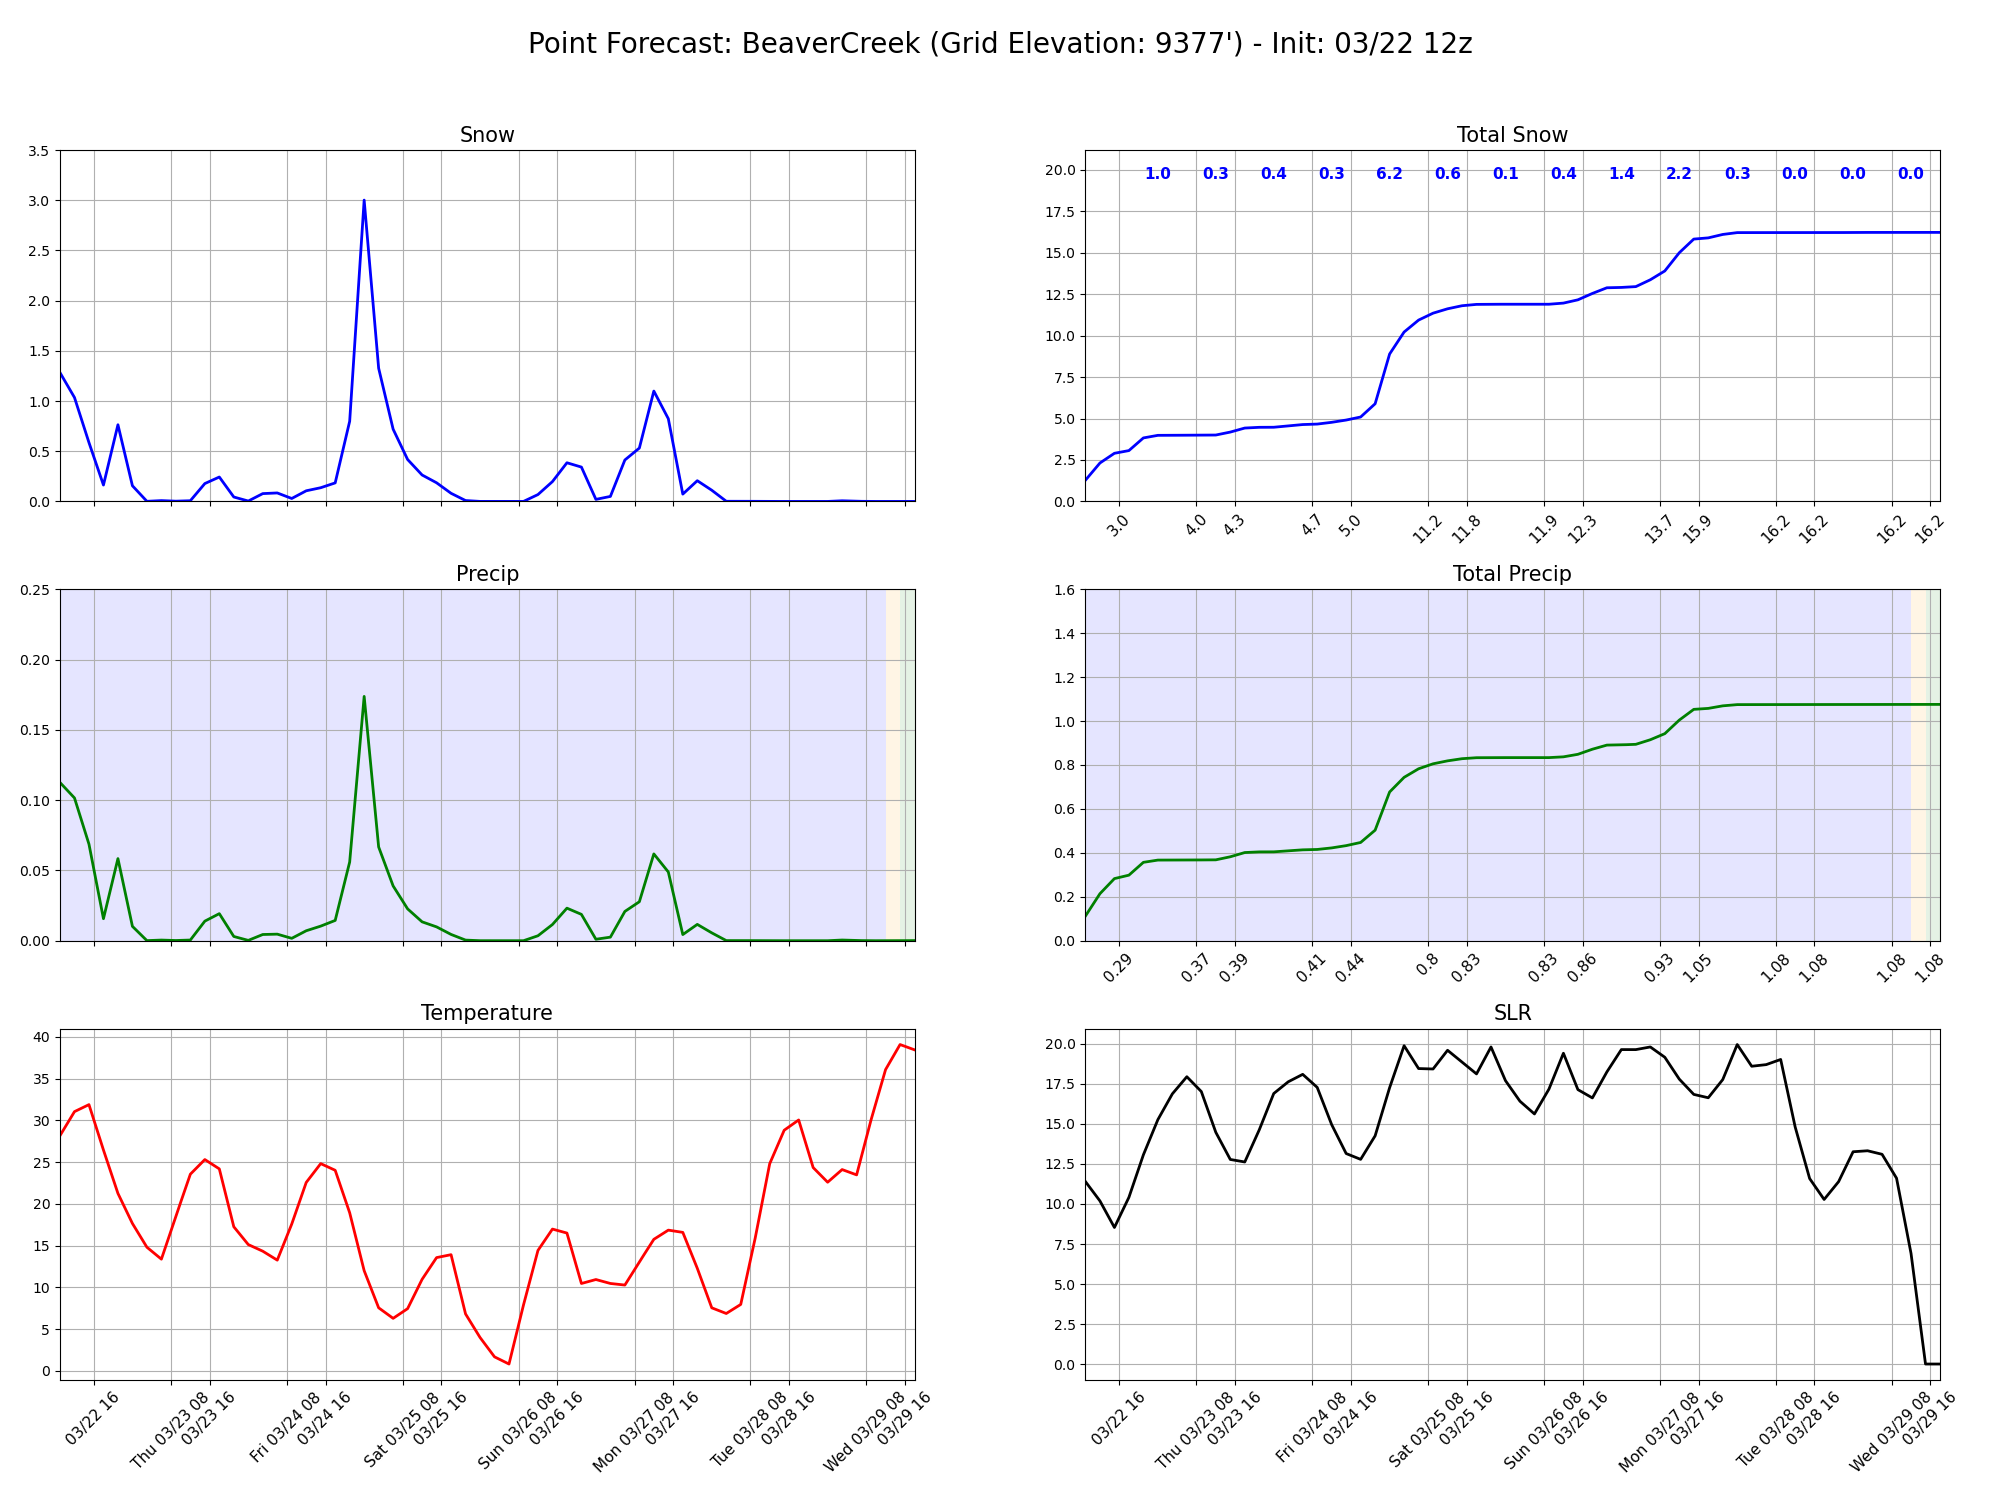 Point Forecast: BeaverCreek (Grid Elevation: 9377') - Init: 03/22 12z
Snow
3.5
3.0
2.5
2.0
1.5
1.0
0.5
0.0
Total Snow
20.0
17.5
15.0
12.5
10.0
7.5
5.0
2.5
0.0
1.0 0.3 0.4 0.3 6.2 0.6 0.1 0.4 1.4 2.2 0.3 0.0 0.0 0.0
3.0 4.0 4.3 4.7 5.0 11.2 11.8 11.9 12.3 13.7 15.9 16.2 16.2 16.2 16.2
Precip
0.25
0.20
0.15
0.10
0.05
0.00
Total Precip
1.6
1.4
1.2
1.0
0.8
0.6
0.4
0.2
0.0
0.29 0.37 0.39 0.41 0.44 0.8 0.83 0.83 0.86 0.93 1.05 1.08 1.08 1.08 1.08
Temperature
40
35
30
25
20
15
10
5
0
03/22 16
Thu 03/23 08
03/23 16
Fri 03/24 08
03/24 16
Sat 03/25 08
03/25 16
Sun 03/26 08
03/26 16
Mon 03/27 08
03/27 16
Tue 03/28 08
03/28 16
Wed 03/29 08
03/29 16
SLR
20.0
17.5
15.0
12.5
10.0
7.5
5.0
2.5
0.0
03/22 16
Thu 03/23 08
03/23 16
Fri 03/24 08
03/24 16
Sat 03/25 08
03/25 16
Sun 03/26 08
03/26 16
Mon 03/27 08
03/27 16
Tue 03/28 08
03/28 16
Wed 03/29 08
03/29 16